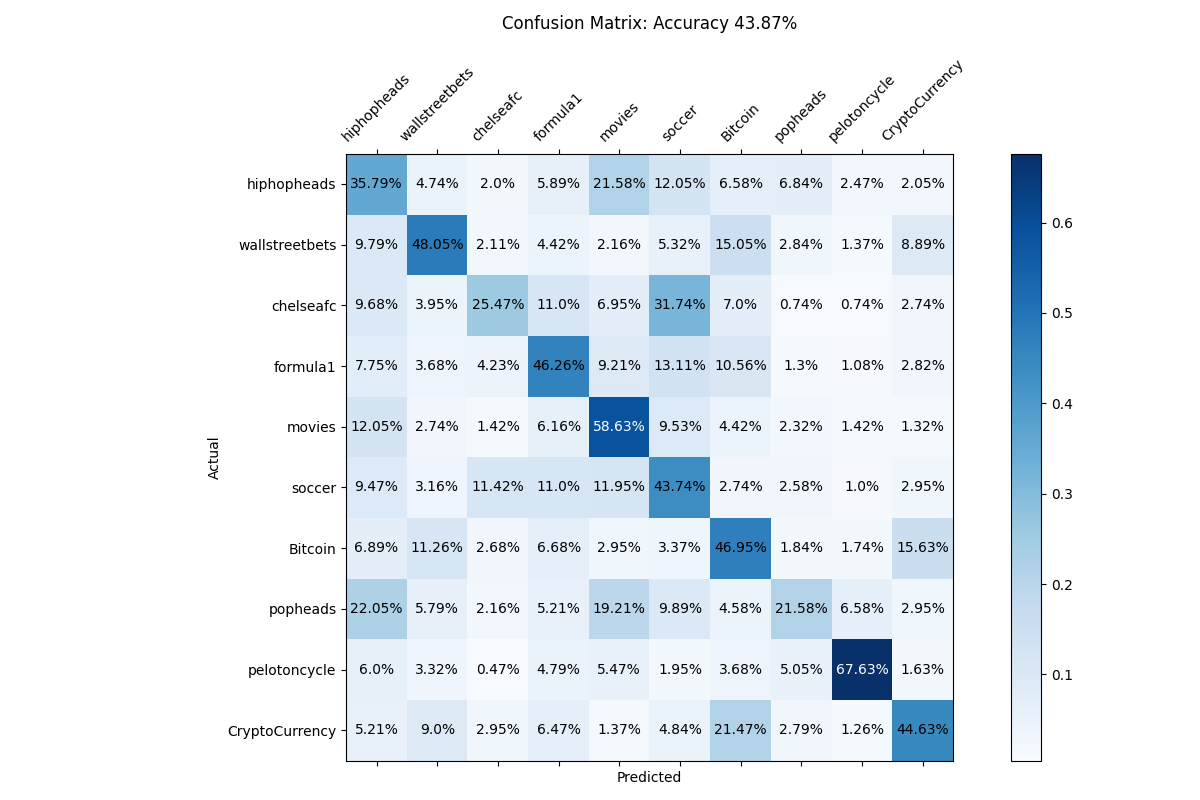 Confusion Matrix: Accuracy 43.87%
hiphopheads wallstreetbets chelseafc formula1 movies soccer Bitcoin popheads pelotoncycle CryptoCurrency
hiphopheads 35.79% 4.74% 2.0% 5.89% 21.58% 12.05% 6.58% 6.84% 2.47% 2.05%
wallstreetbets 9.79% 48.05% 2.11% 4.42% 2.16% 5.32% 15.05% 2.84% 1.37% 8.89%
0.6
chelseafc 9.68% 3.95% 25.47% 11.0% 6.95% 31.74% 7.0% 0.74% 0.74% 2.74%
0.5
formula1 7.75% 3.68% 4.23% 46.26% 9.21% 13.11% 10.56% 1.3% 1.08% 2.82%
0.4
movies 12.05% 2.74% 1.42% 6.16% 58.63% 9.53% 4.42% 2.32% 1.42% 1.32%
Actual
soccer 9.47% 3.16% 11.42% 11.0% 11.95% 43.74% 2.74% 2.58% 1.0% 2.95%
0.3
Bitcoin 6.89% 11.26% 2.68% 6.68% 2.95% 3.37% 46.95% 1.84% 1.74% 15.63%
0.2
popheads 22.05% 5.79% 2.16% 5.21% 19.21% 9.89% 4.58% 21.58% 6.58% 2.95%
pelotoncycle 6.0% 3.32% 0.47% 4.79% 5.47% 1.95% 3.68% 5.05% 67.63% 1.63%
0.1
CryptoCurrency 5.21% 9.0% 2.95% 6.47% 1.37% 4.84% 21.47% 2.79% 1.26% 44.63%
Predicted